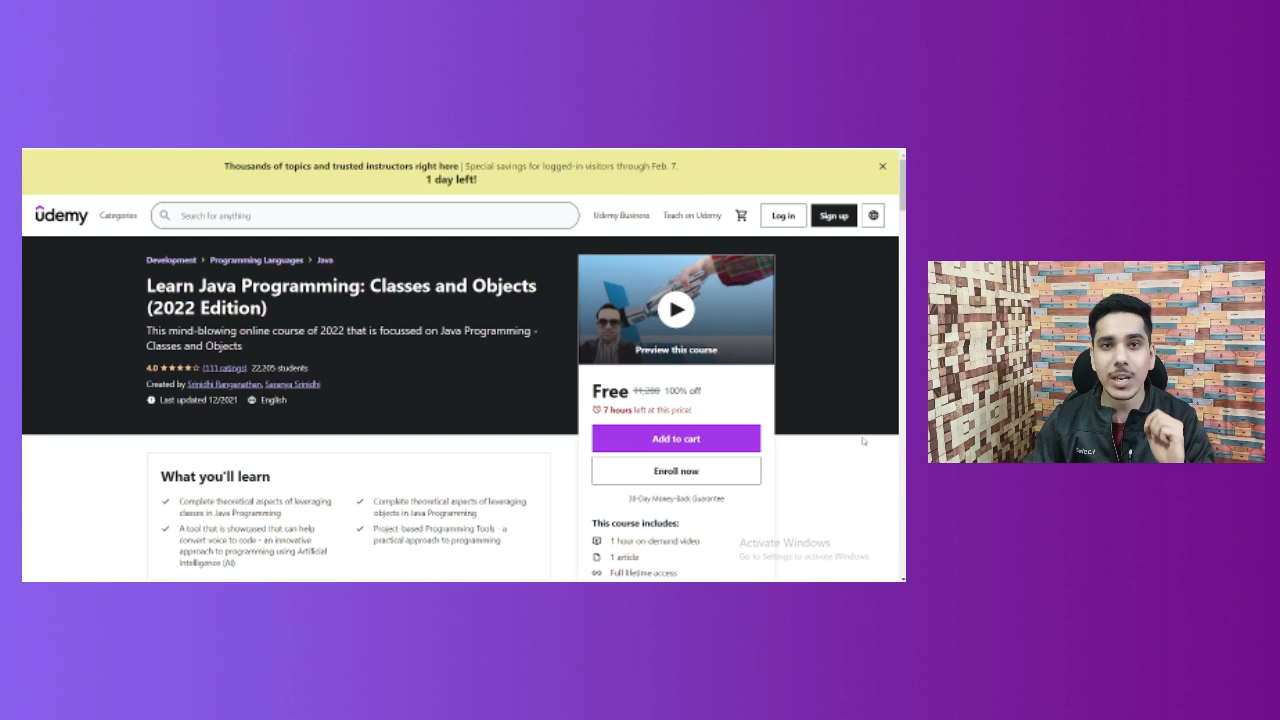 Thousands of topics and trusted instructors right here | Special savings for logged-in visitors through Feb. 7.
1 day left!
udemy Categories Search for anything Udemy Business Teach on Udemy Log in Sign up
Development > Programming Languages > Java
Learn Java Programming: Classes and Objects
(2022 Edition)
This mind-blowing online course of 2022 that is focussed on Java Programming -
Classes and Objects
4.0 (111 ratings) 22,205 students
Created by Srinidhi Ranganathan, Saranya Srinidhi
Last updated 12/2021 English
Preview this course
Free 100% off
7 hours left at this price!
Add to cart
Enroll now
30-Day Money-Back Guarantee
This course includes:
1 hour on-demand video
1 article
Full lifetime access
What you'll learn
Complete theoretical aspects of leveraging
classes in Java Programming
A tool that is showcased that can help
convert voice to code - an innovative
approach to programming using Artificial
Intelligence (AI)
Complete theoretical aspects of leveraging
objects in Java Programming
Project-based Programming Tools - a
practical approach to programming
Activate Windows
Go to Settings to activate Windows.